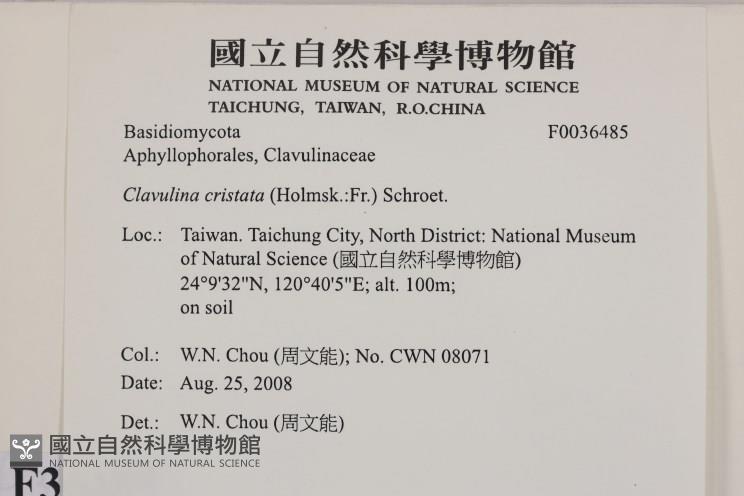 國立自然科學博物館
NATIONAL MUSEUM OF NATURAL SCIENCE
TAICHUNG, TAIWAN, R.O.CHINA
Basidiomycota F0036485
Aphyllophorales, Clavulinaceae
Clavulina cristata (Holmsk.:Fr.) Schroet.
Loc.: Taiwan. Taichung City, North District: National Museum
of Natural Science (國立自然科學博物館)
24°9'32"N, 120°40'5"E; alt. 100m;
on soil
Col.: W.N. Chou (周文能); No. CWN 08071
Date: Aug. 25, 2008
Det.: W.N. Chou (周文能)
國立自然科學博物館
NATIONAL MUSEUM OF NATURAL SCIENCE
F3